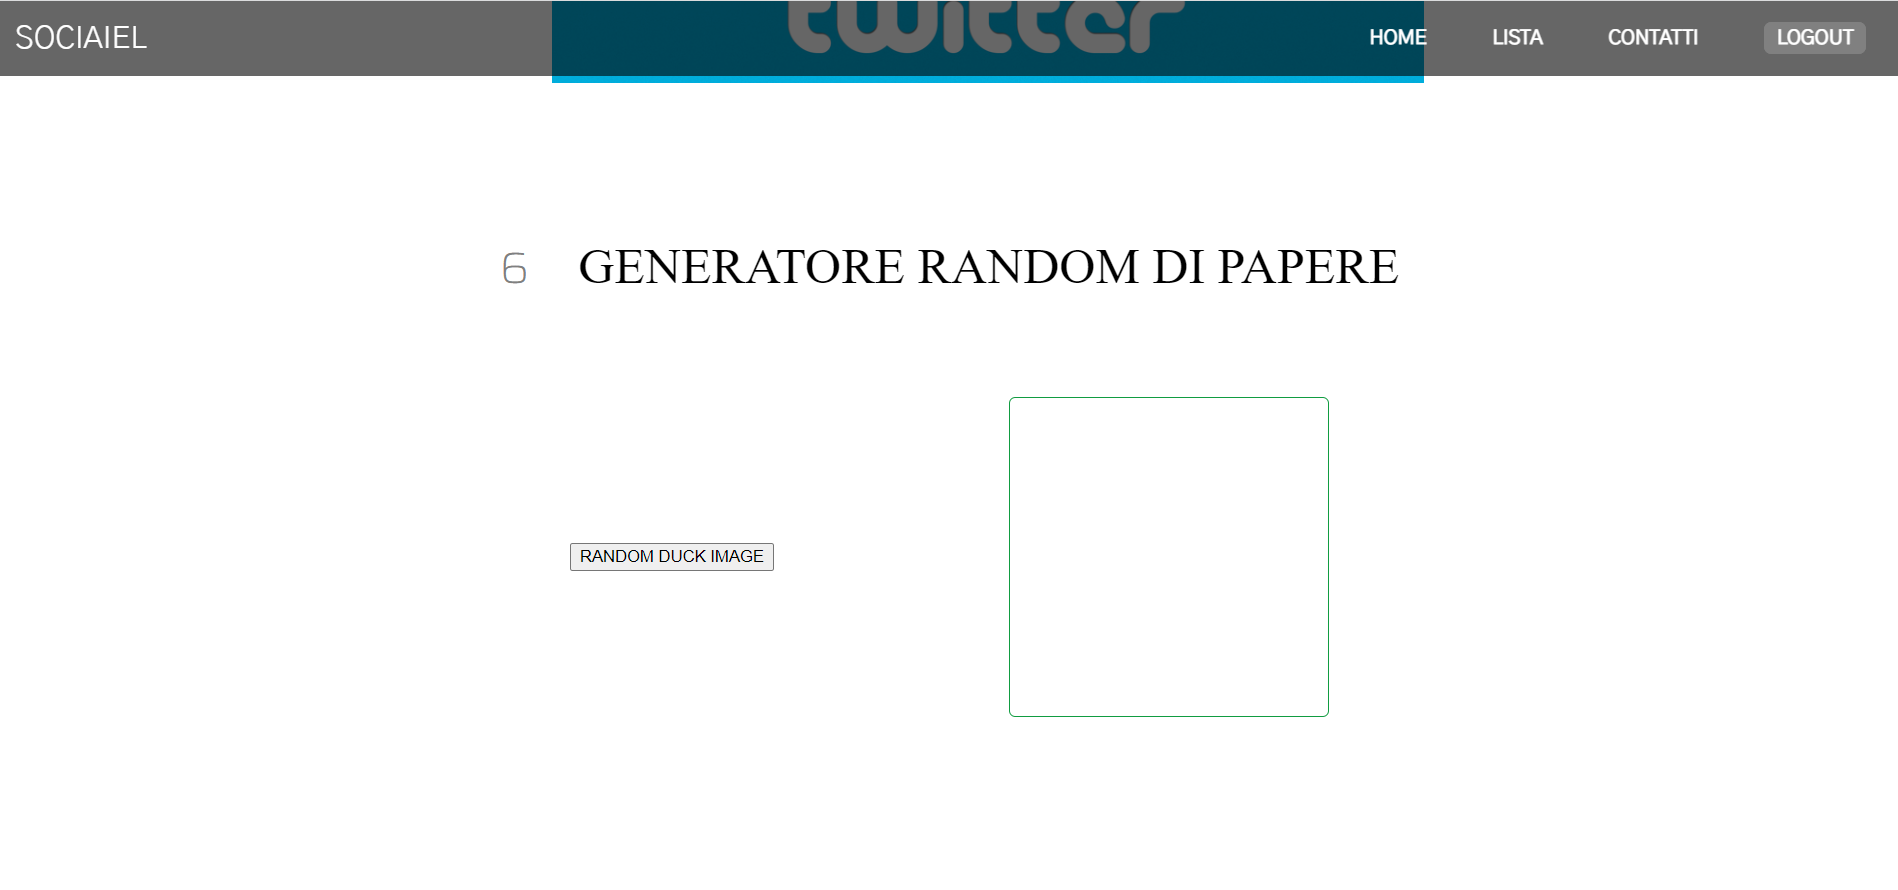 twitter
SOCIAIEL HOME LISTA CONTATTI LOGOUT
6 GENERATORE RANDOM DI PAPERE
RANDOM DUCK IMAGE